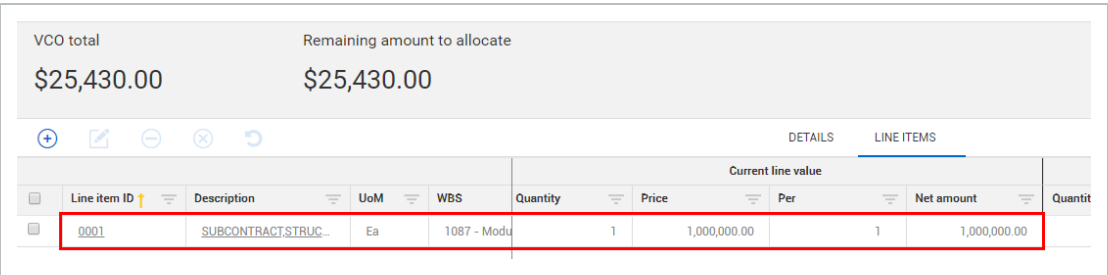 VCO total Remaining amount to allocate
$25,430.00 $25,430.00
DETAILS LINE ITEMS
Current line value
Line item ID Description UoM WBS Quantity Price Per Net amount Quantit
0001 SUBCONTRACT,STRUC... Ea 1087 - Modu 1 1,000,000.00 1 1,000,000.00